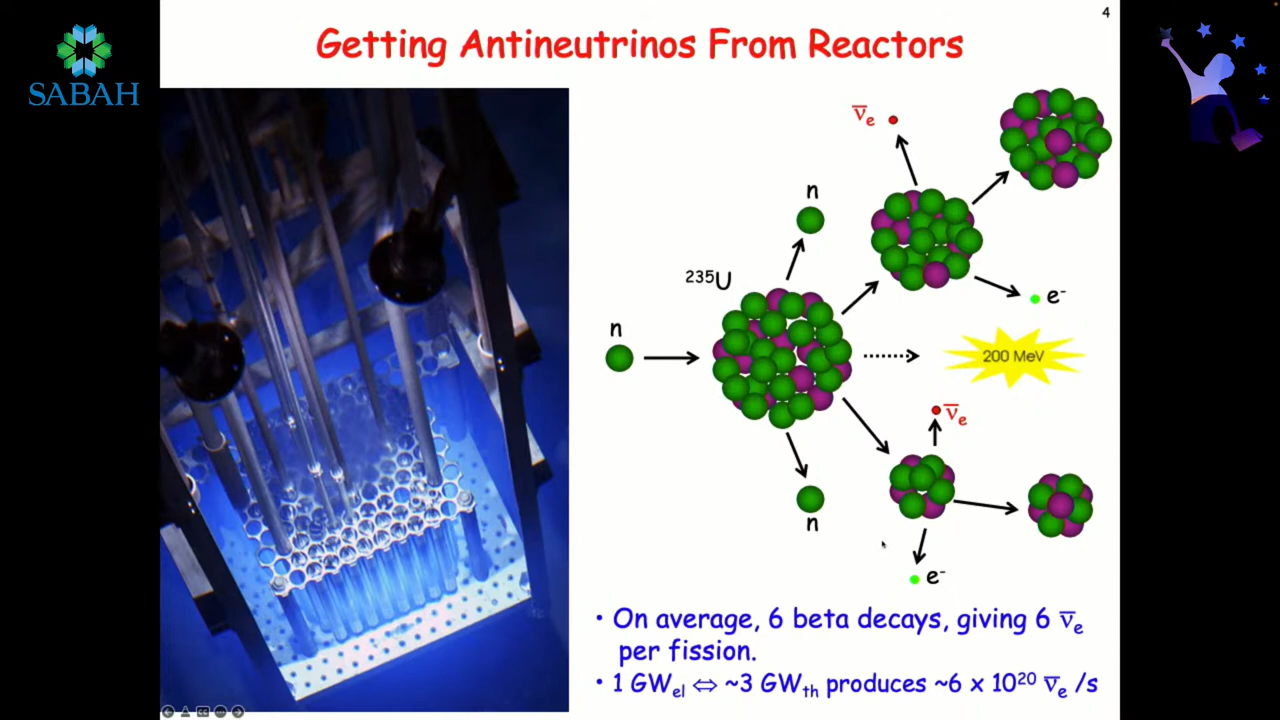 4
Getting Antineutrinos From Reactors
SABAH
ν̅ₑ
n
²³⁵U
e⁻
n
200 MeV
ν̅ₑ
n
e⁻
• On average, 6 beta decays, giving 6 ν̅ₑ
per fission.
• 1 GWel ⇔ ~3 GWth produces ~6 x 10²⁰ ν̅ₑ /s